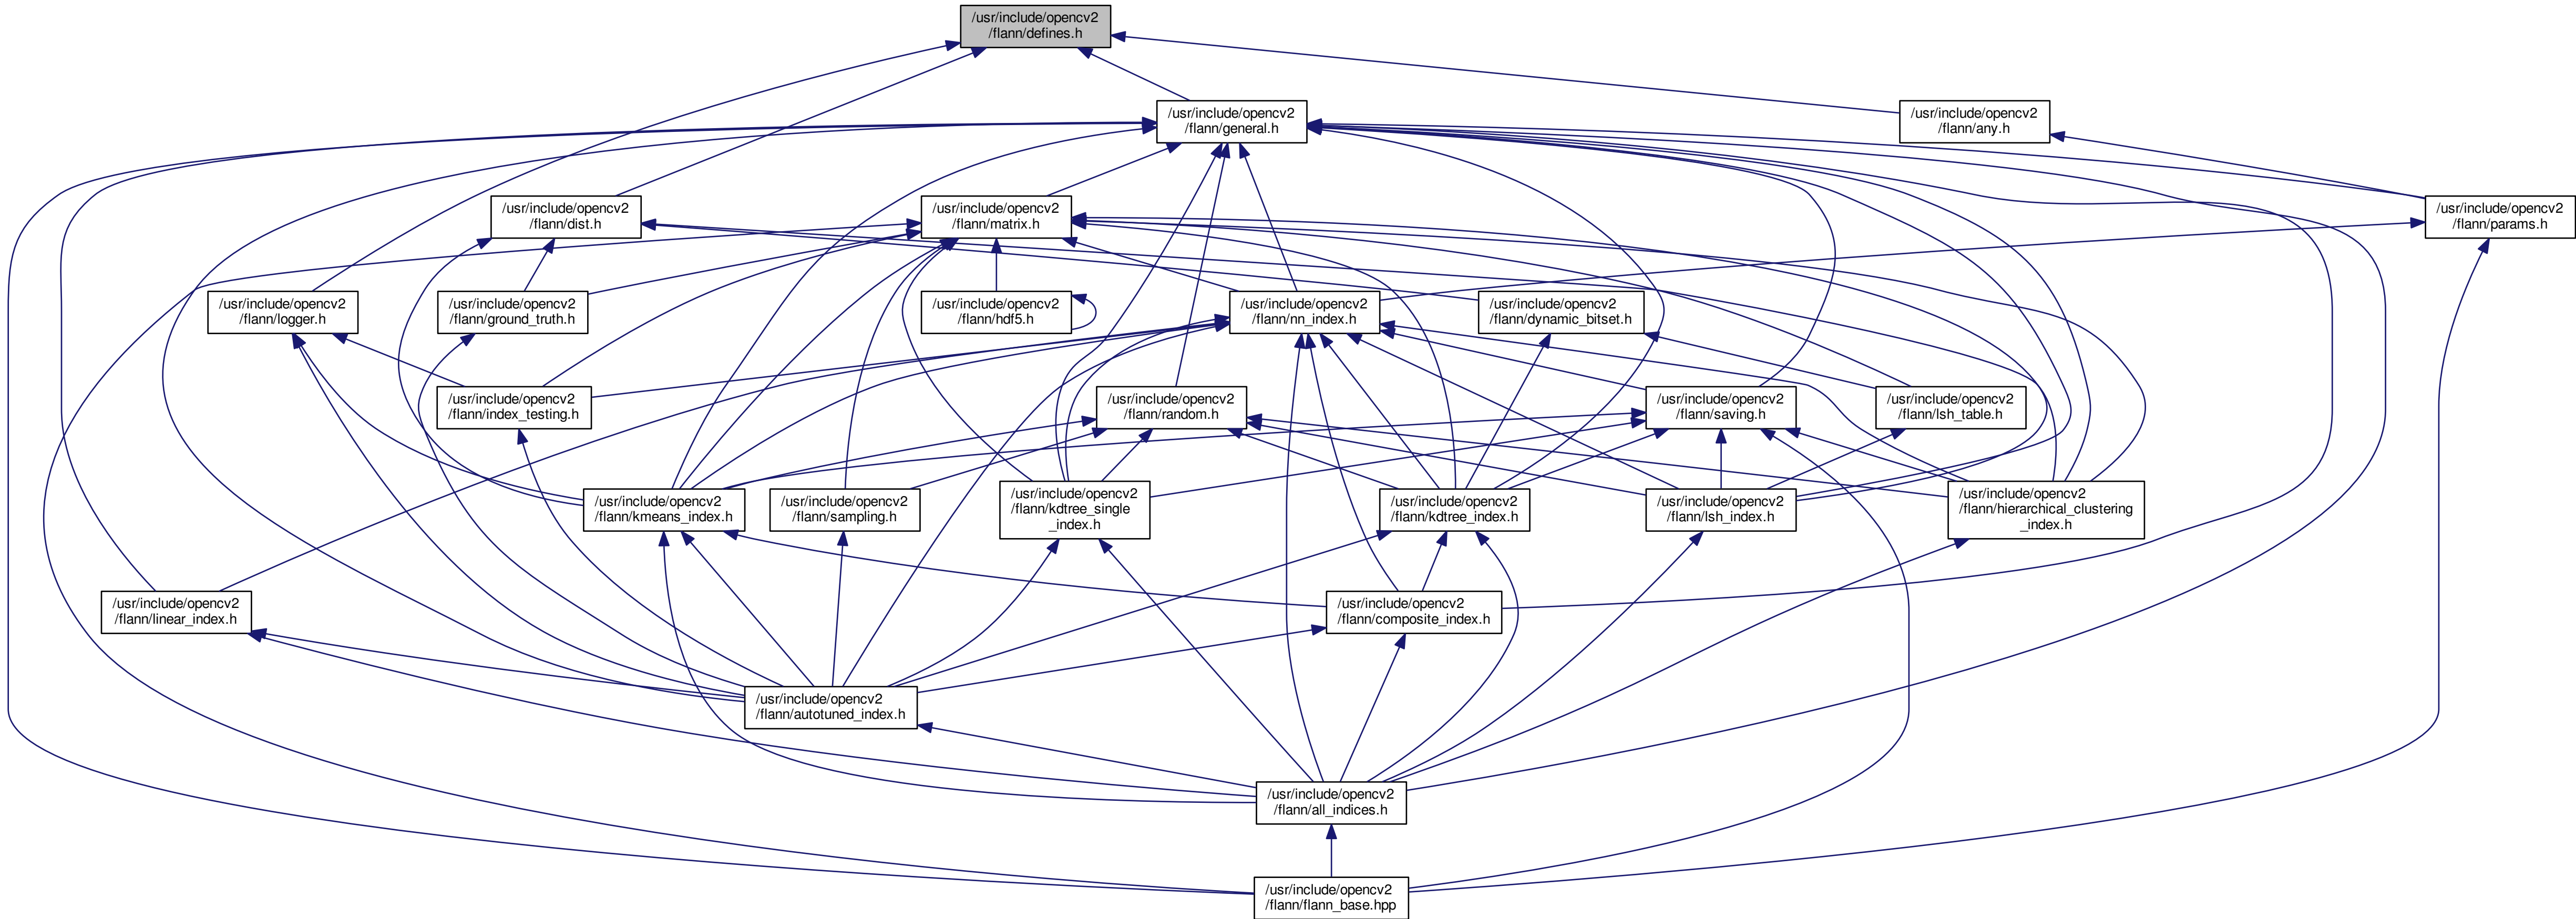 /usr/include/opencv2
/flann/defines.h
/usr/include/opencv2
/flann/general.h
/usr/include/opencv2
/flann/any.h
/usr/include/opencv2
/flann/dist.h
/usr/include/opencv2
/flann/matrix.h
/usr/include/opencv2
/flann/params.h
/usr/include/opencv2
/flann/logger.h
/usr/include/opencv2
/flann/ground_truth.h
/usr/include/opencv2
/flann/hdf5.h
/usr/include/opencv2
/flann/nn_index.h
/usr/include/opencv2
/flann/dynamic_bitset.h
/usr/include/opencv2
/flann/index_testing.h
/usr/include/opencv2
/flann/random.h
/usr/include/opencv2
/flann/saving.h
/usr/include/opencv2
/flann/lsh_table.h
/usr/include/opencv2
/flann/kmeans_index.h
/usr/include/opencv2
/flann/sampling.h
/usr/include/opencv2
/flann/kdtree_single
_index.h
/usr/include/opencv2
/flann/kdtree_index.h
/usr/include/opencv2
/flann/lsh_index.h
/usr/include/opencv2
/flann/hierarchical_clustering
_index.h
/usr/include/opencv2
/flann/linear_index.h
/usr/include/opencv2
/flann/composite_index.h
/usr/include/opencv2
/flann/autotuned_index.h
/usr/include/opencv2
/flann/all_indices.h
/usr/include/opencv2
/flann/flann_base.hpp